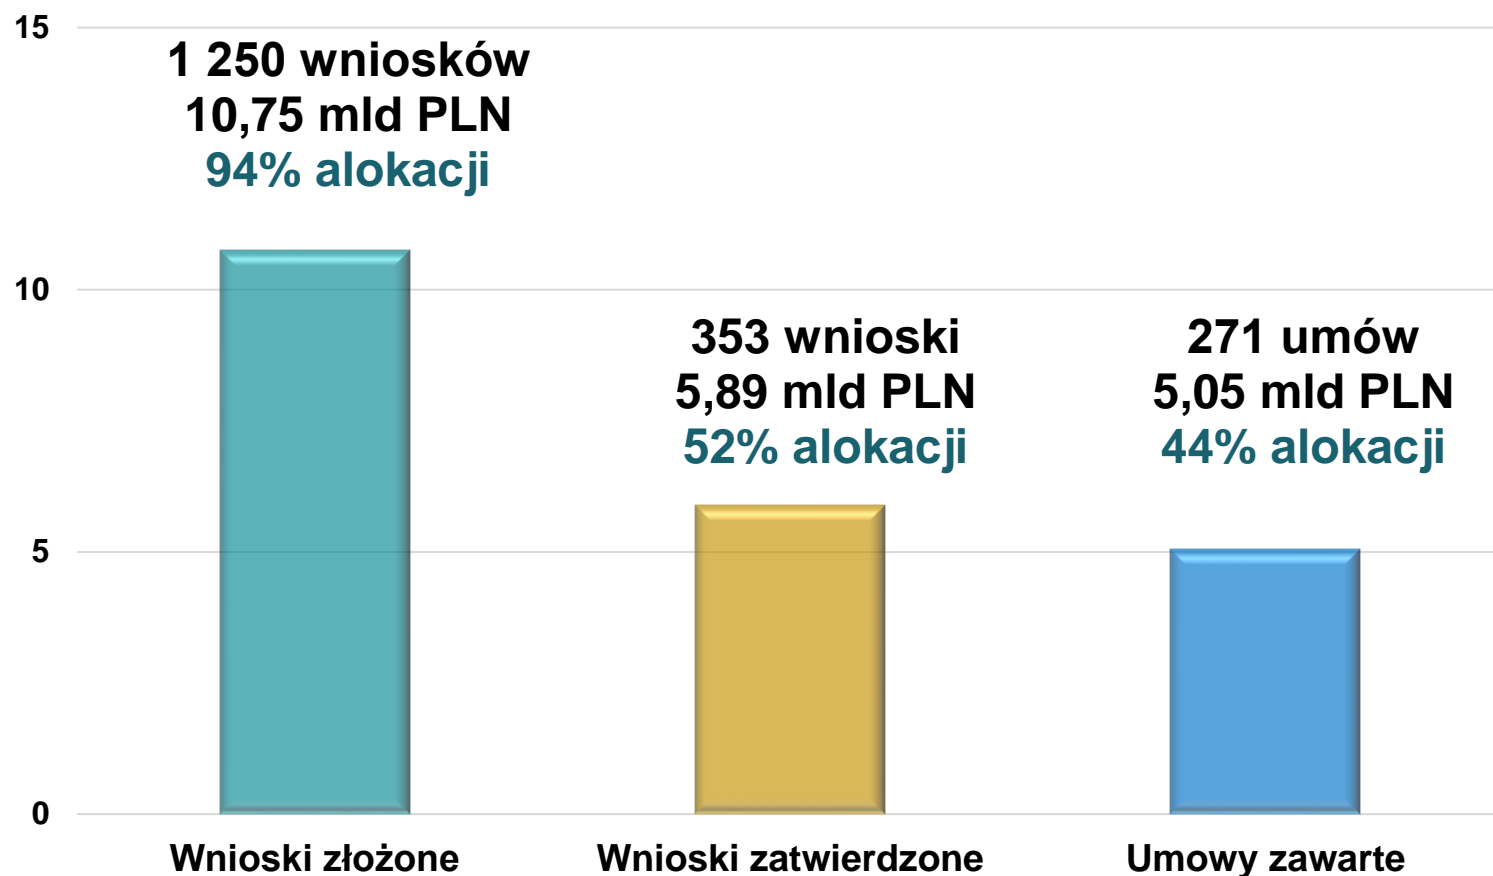 15
1 250 wniosków
10,75 mld PLN
94% alokacji
10
353 wnioski
5,89 mld PLN
52% alokacji
271 umów
5,05 mld PLN
44% alokacji
5
0
Wnioski złożone
Wnioski zatwierdzone
Umowy zawarte